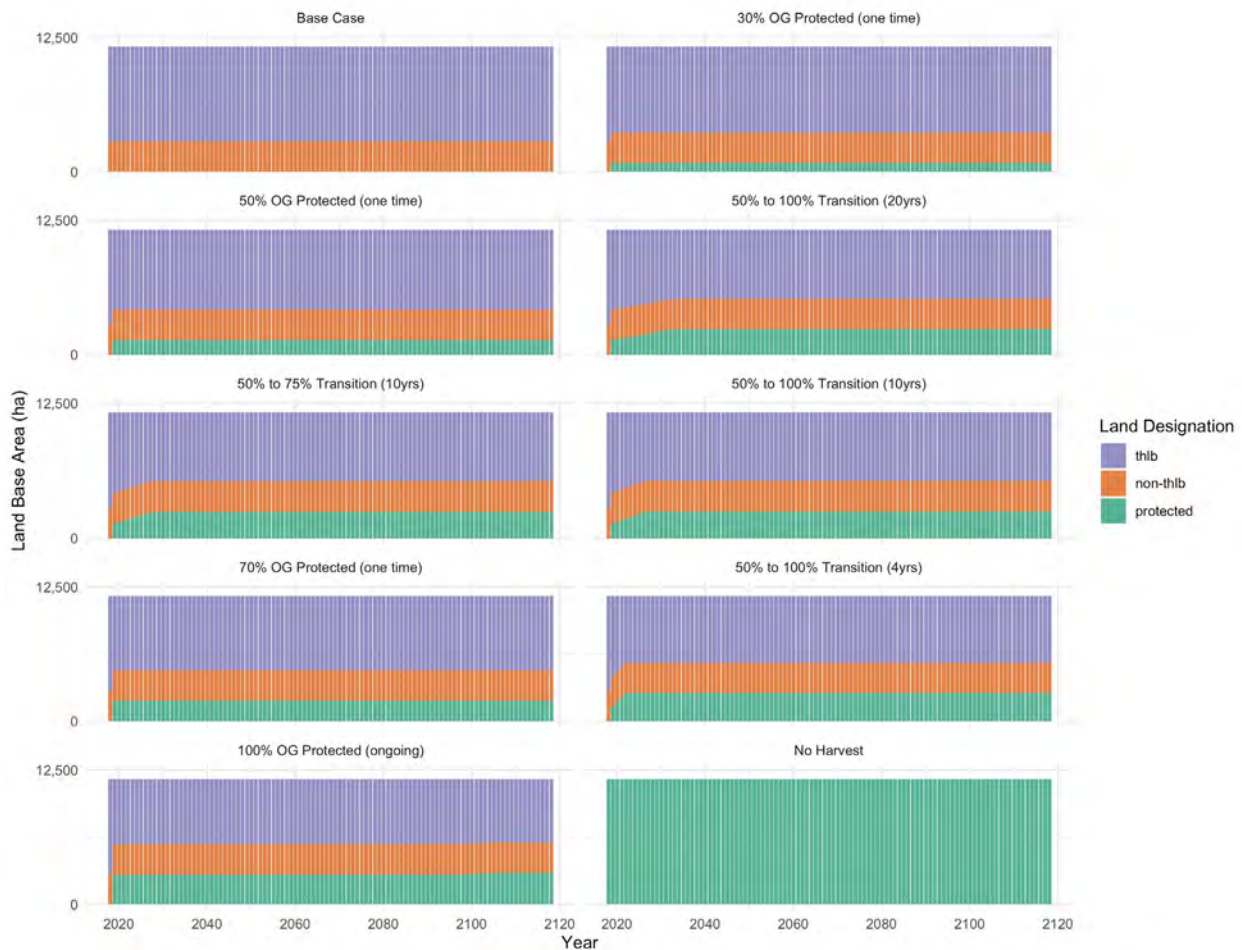 Base Case
30% OG Protected (one time)
12,500
0
50% OG Protected (one time)
50% to 100% Transition (20yrs)
12,500
0
50% to 75% Transition (10yrs)
50% to 100% Transition (10yrs)
12,500
0
70% OG Protected (one time)
50% to 100% Transition (4yrs)
12,500
0
100% OG Protected (ongoing)
No Harvest
12,500
0
2020 2040 2060 2080 2100 2120 2020 2040 2060 2080 2100 2120
Year
Land Base Area (ha)
Land Designation
thlb
non-thlb
protected